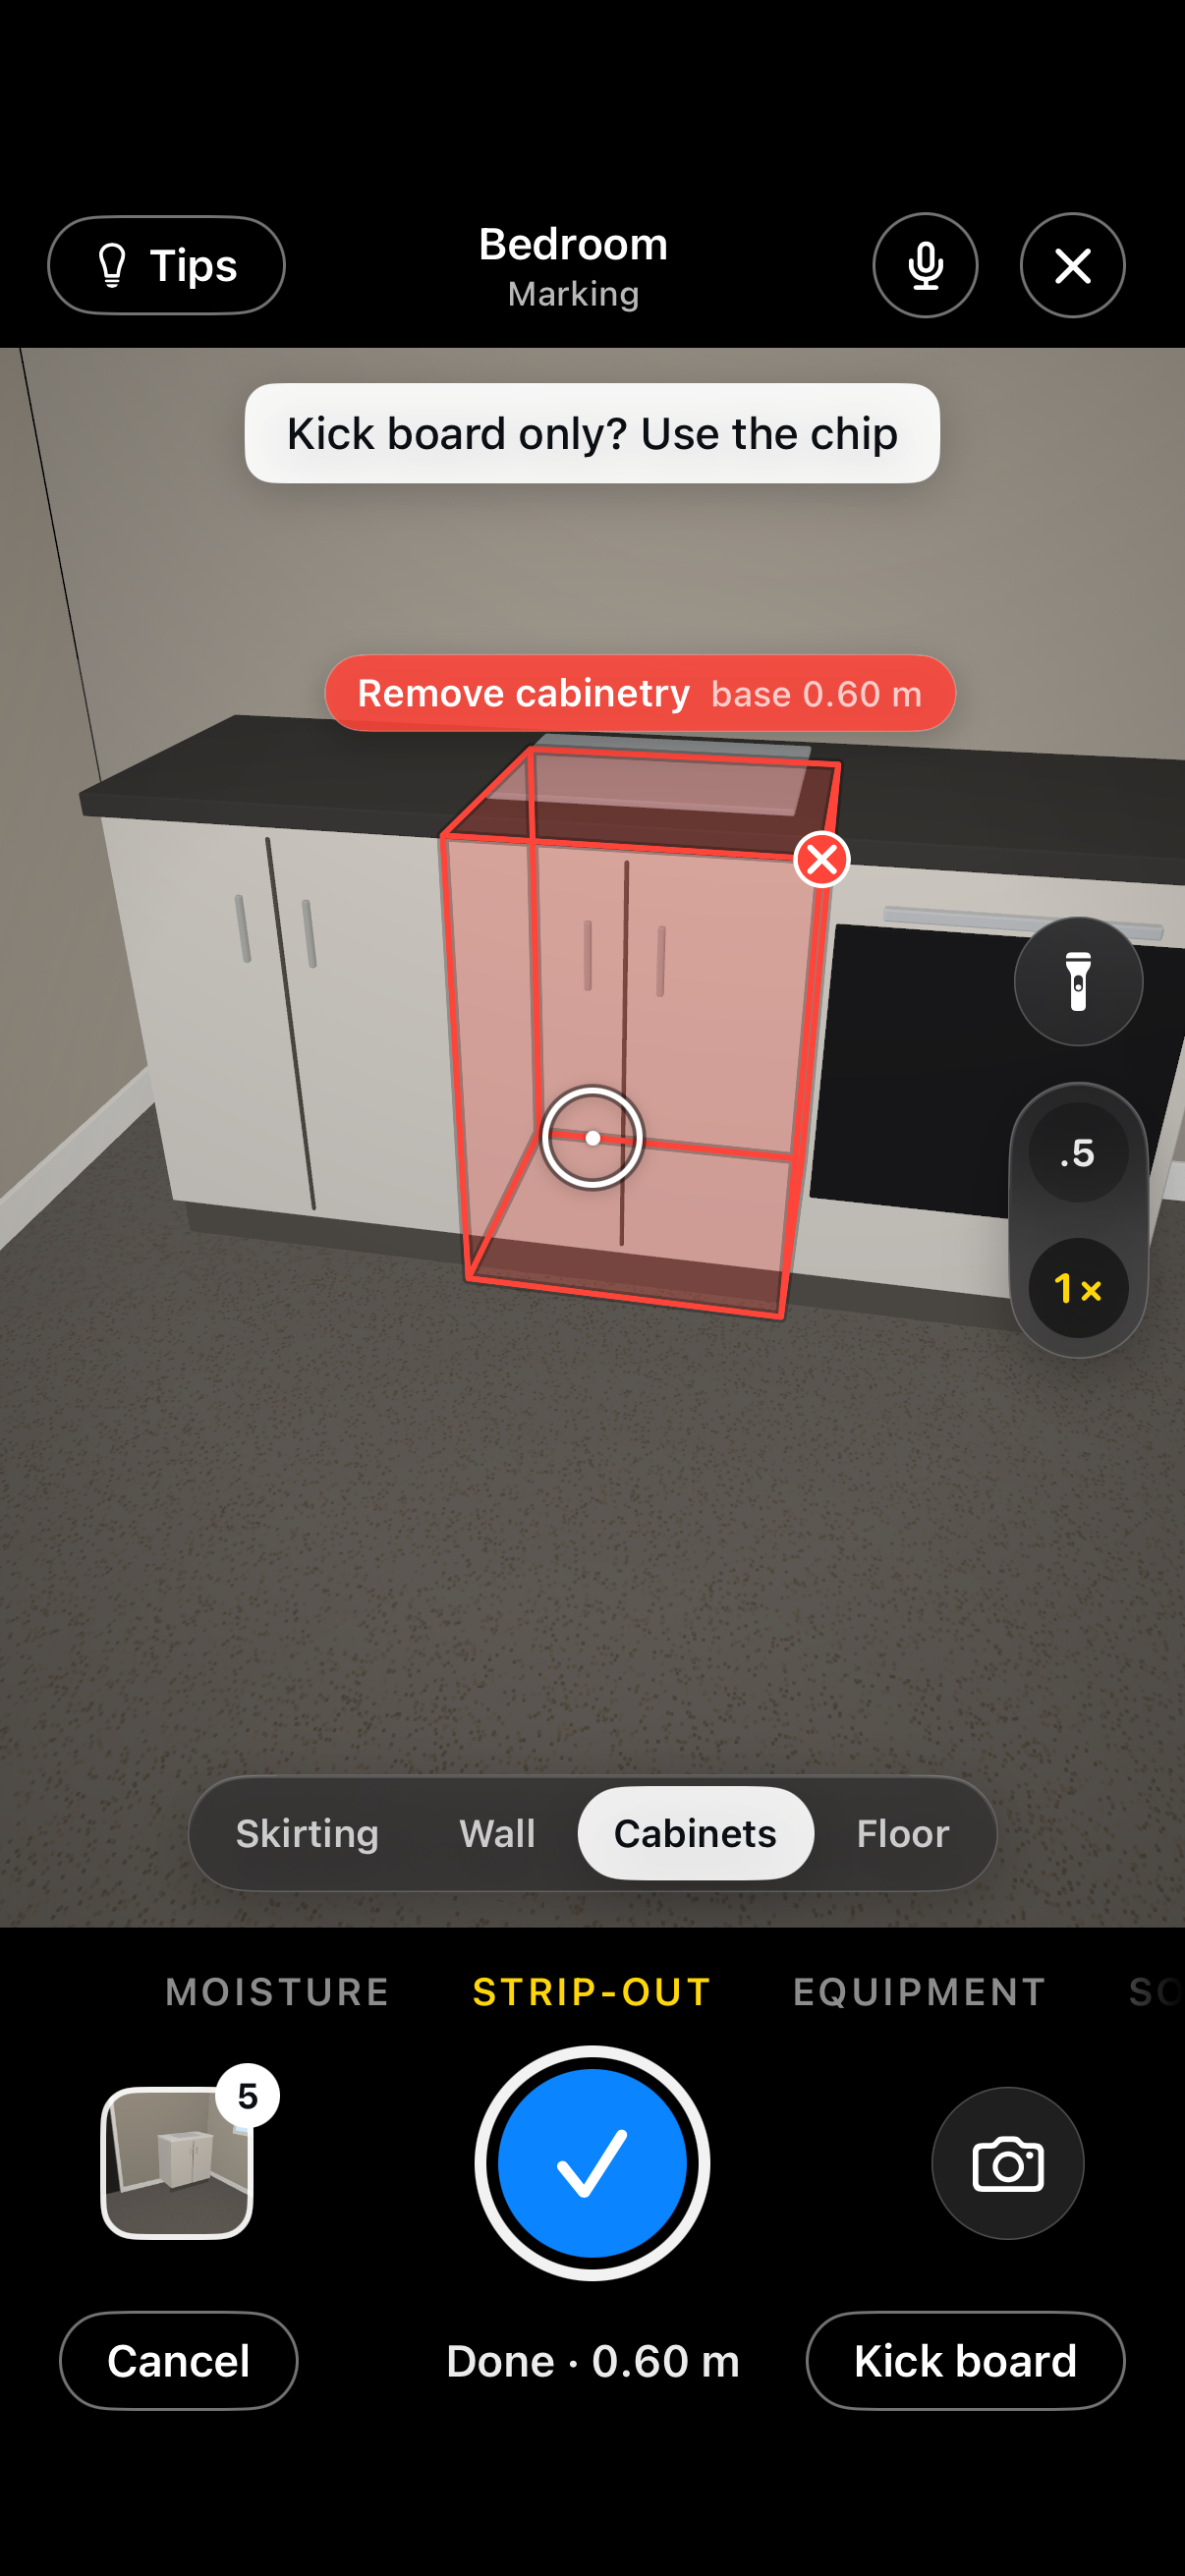 Tips
Bedroom
Marking
Kick board only? Use the chip
Remove cabinetry base 0.60 m
.5
1×
Skirting Wall Cabinets Floor
MOISTURE STRIP-OUT EQUIPMENT
5
Cancel Done · 0.60 m Kick board